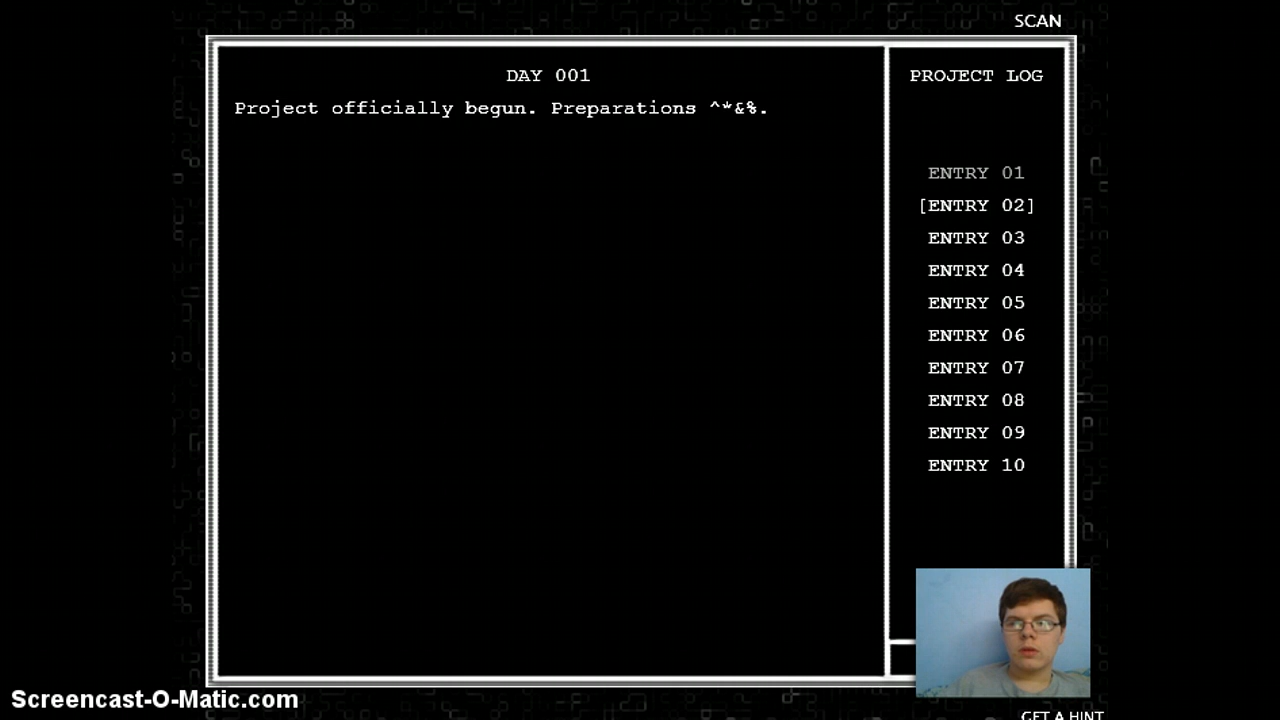 SCAN
DAY 001
Project officially begun. Preparations ^*&%.
PROJECT LOG
ENTRY 01
[ENTRY 02]
ENTRY 03
ENTRY 04
ENTRY 05
ENTRY 06
ENTRY 07
ENTRY 08
ENTRY 09
ENTRY 10
Screencast-O-Matic.com
GET A HINT